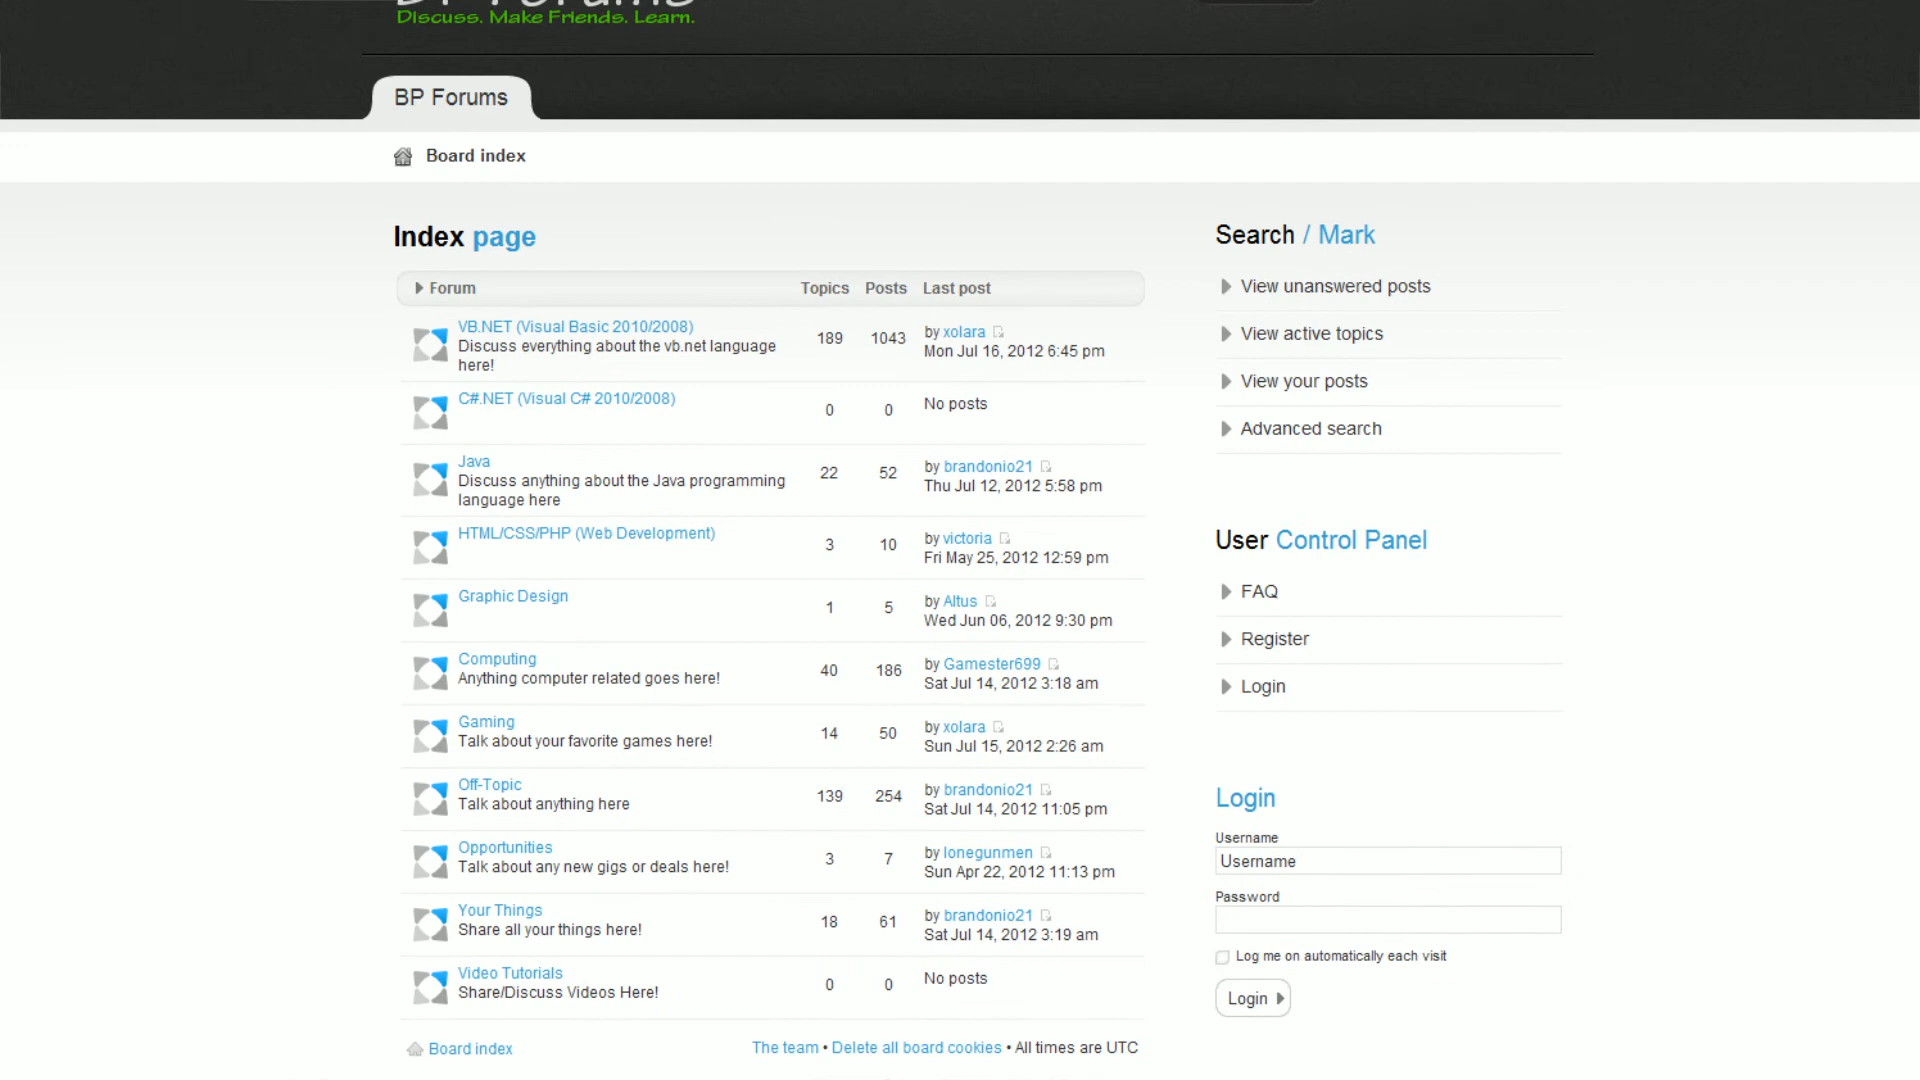 BP Forums
Discuss. Make Friends. Learn.
BP Forums
Board index
Index page
Forum Topics Posts Last post
VB.NET (Visual Basic 2010/2008)
Discuss everything about the vb.net language
here!
189 1043
by xolara
Mon Jul 16, 2012 6:45 pm
C#.NET (Visual C# 2010/2008)
0 0 No posts
Java
Discuss anything about the Java programming
language here
22 52
by brandonio21
Thu Jul 12, 2012 5:58 pm
HTML/CSS/PHP (Web Development)
3 10
by victoria
Fri May 25, 2012 12:59 pm
Graphic Design
1 5
by Altus
Wed Jun 06, 2012 9:30 pm
Computing
Anything computer related goes here!
40 186
by Gamester699
Sat Jul 14, 2012 3:18 am
Gaming
Talk about your favorite games here!
14 50
by xolara
Sun Jul 15, 2012 2:26 am
Off-Topic
Talk about anything here
139 254
by brandonio21
Sat Jul 14, 2012 11:05 pm
Opportunities
Talk about any new gigs or deals here!
3 7
by lonegunmen
Sun Apr 22, 2012 11:13 pm
Your Things
Share all your things here!
18 61
by brandonio21
Sat Jul 14, 2012 3:19 am
Video Tutorials
Share/Discuss Videos Here!
0 0 No posts
Board index
The team • Delete all board cookies • All times are UTC
Search / Mark
View unanswered posts
View active topics
View your posts
Advanced search
User Control Panel
FAQ
Register
Login
Login
Username
Username
Password
Log me on automatically each visit
Login